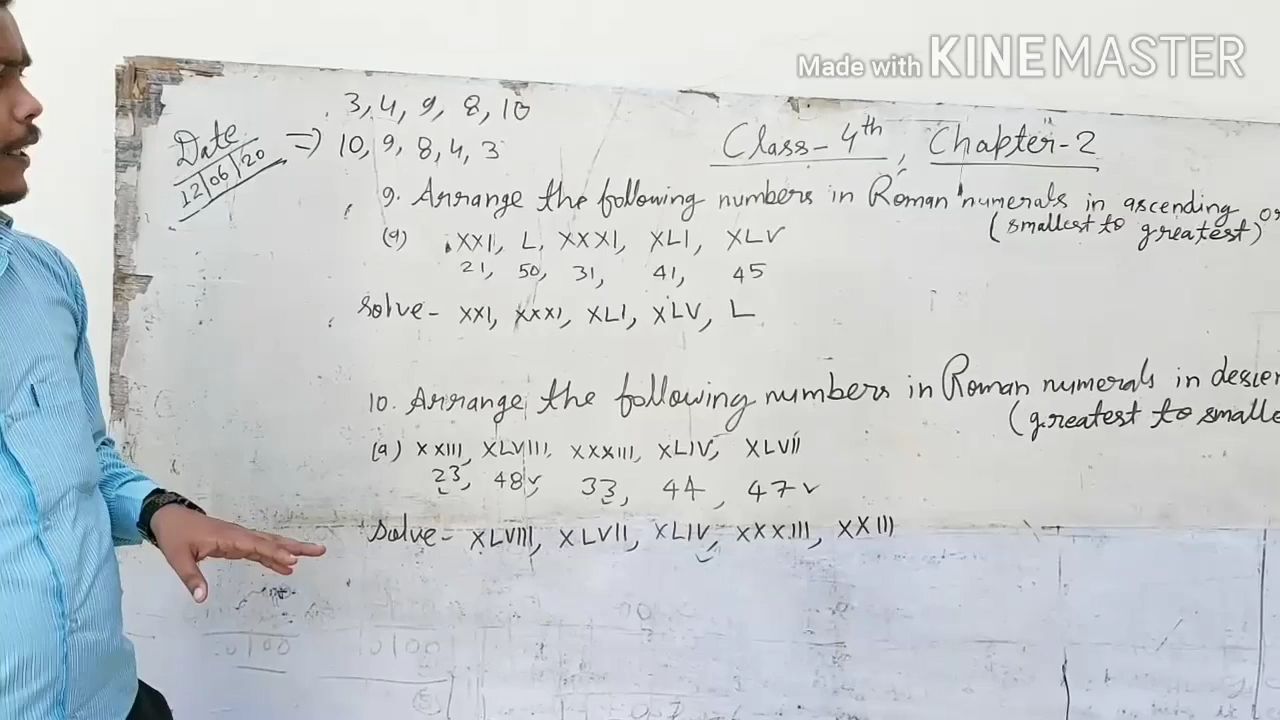 Made with KINEMASTER
3, 4, 9, 8, 10
Date
12/06/20
=> 10, 9, 8, 4, 3
Class- 4th, Chapter-2
9. Arrange the following numbers in Roman numerals in ascending or
(smallest to greatest)
(a) XXI, L, XXXI, XLI, XLV
21, 50, 31, 41, 45
solve- XXI, XXXI, XLI, XLV, L
10. Arrange the following numbers in Roman numerals in descen
(greatest to smalle
(a) XXIII, XLVIII, XXXIII, XLIV, XLVII
23, 48, 33, 44, 47
solve- XLVIII, XLVII, XLIV, XXXIII, XXIII